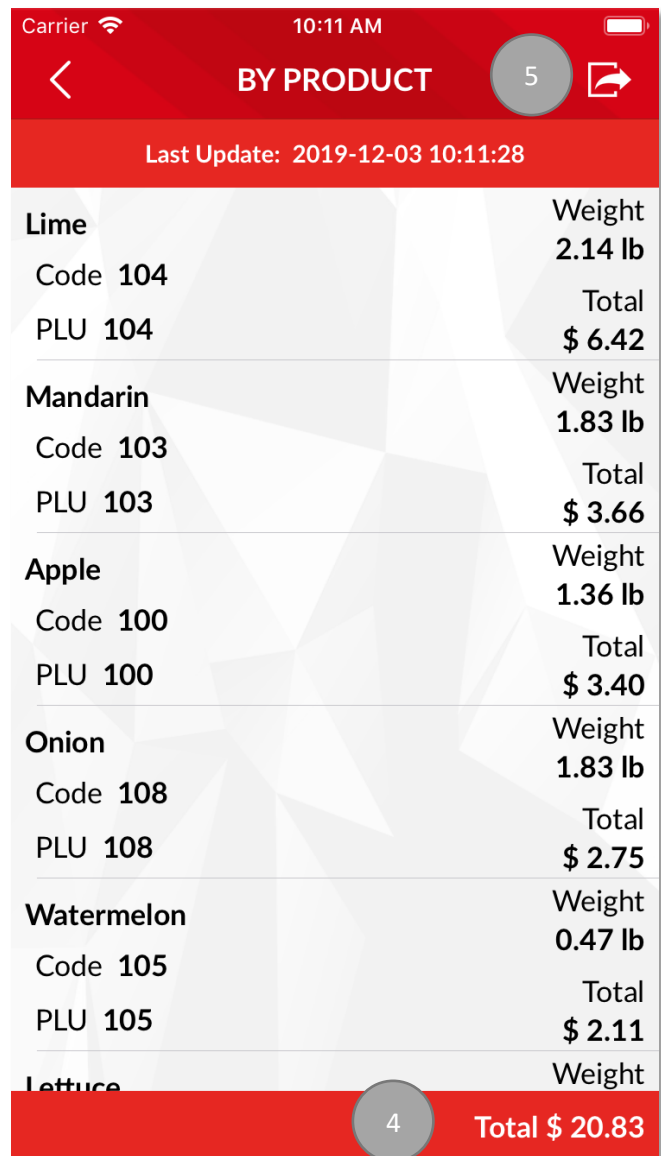 Carrier 10:11 AM
BY PRODUCT 5
Last Update: 2019-12-03 10:11:28
Lime Weight
2.14 lb
Code 104
Total
PLU 104
$ 6.42
Mandarin Weight
1.83 lb
Code 103
Total
PLU 103
$ 3.66
Apple Weight
1.36 lb
Code 100
Total
PLU 100
$ 3.40
Onion Weight
1.83 lb
Code 108
Total
PLU 108
$ 2.75
Watermelon Weight
0.47 lb
Code 105
Total
PLU 105
$ 2.11
Lettuce Weight
4 Total $ 20.83